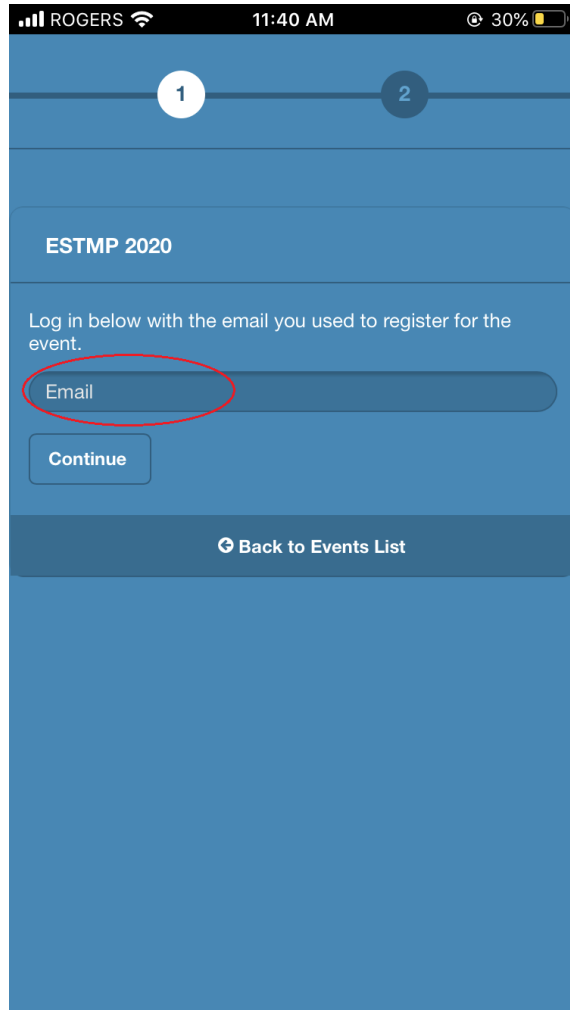 ROGERS 11:40 AM 30%
1 2
ESTMP 2020
Log in below with the email you used to register for the
event.
Email
Continue
Back to Events List